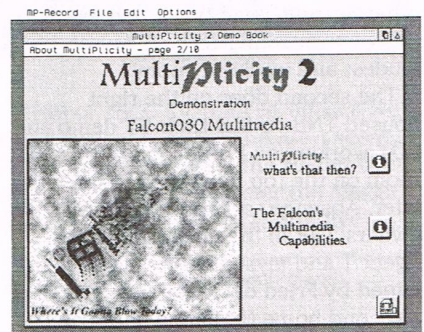 MP-Record File Edit Options
MultiPlicity 2 Demo Book
About MultiPlicity - page 2/10
MultiPlicity 2
Demonstration
Falcon030 Multimedia
MultiPlicity
what's that then?
The Falcon's
Multimedia
Capabilities.
Where's It Gonna Blow Today?